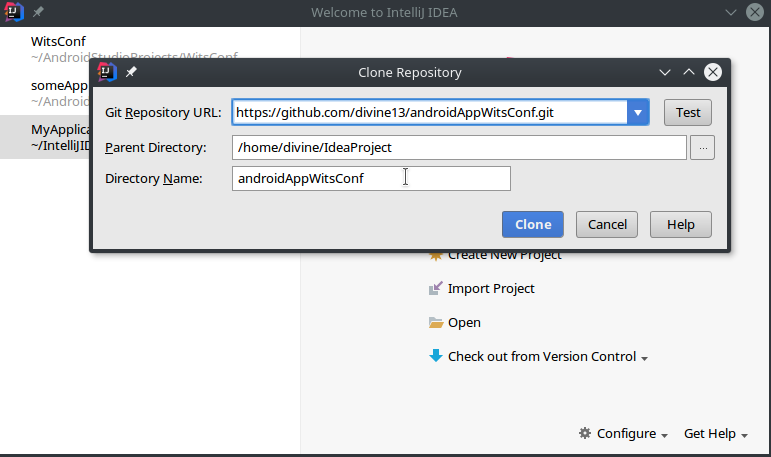 Welcome to IntelliJ IDEA
WitsConf
~/AndroidStudioProjects/WitsConf
someApp
~/Android
MyApplica
~/IntelliJID
Clone Repository
Git Repository URL: https://github.com/divine13/androidAppWitsConf.git Test
Parent Directory: /home/divine/IdeaProject ...
Directory Name: androidAppWitsConf
Clone Cancel Help
Create New Project
Import Project
Open
Check out from Version Control
Configure Get Help